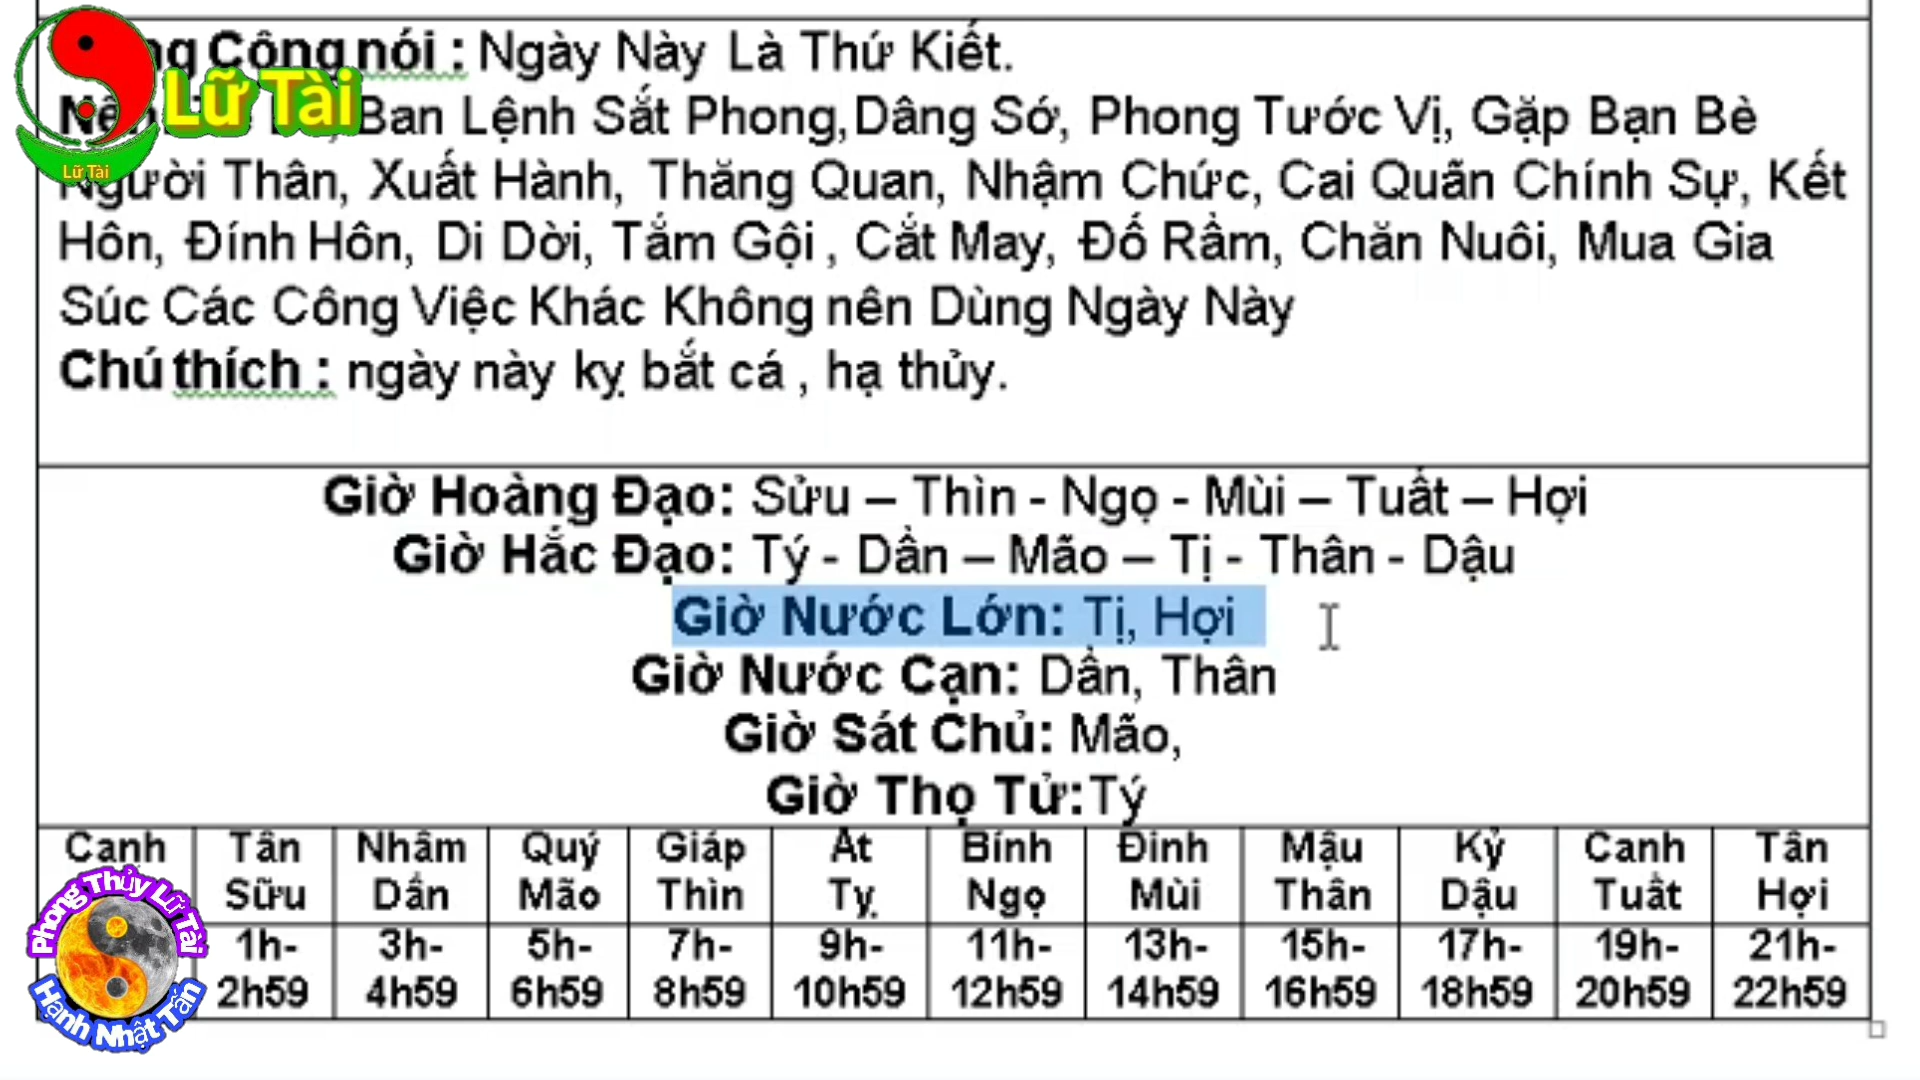 Công nói : Ngày Này Là Thứ Kiết.
Lữ Tài
Ban Lệnh Sắt Phong,Dâng Sớ, Phong Tước Vị, Gặp Bạn Bè
Lữ Tài
Người Thân, Xuất Hành, Thăng Quan, Nhậm Chức, Cai Quãn Chính Sự, Kết
Hôn, Đính Hôn, Di Dời, Tắm Gội , Cắt May, Đổ Rầm, Chăn Nuôi, Mua Gia
Súc Các Công Việc Khác Không nên Dùng Ngày Này
Chú thích : ngày này kỵ bắt cá , hạ thủy.
Giờ Hoàng Đạo: Sửu – Thìn - Ngọ - Mùi – Tuất – Hợi
Giờ Hắc Đạo: Tý - Dần – Mão – Tị - Thân - Dậu
Giờ Nước Lớn: Tị, Hợi
Giờ Nước Cạn: Dần, Thân
Giờ Sát Chủ: Mão,
Giờ Thọ Tử:Tý
Canh Tân Nhâm Quý Giáp Ất Bính Đinh Mậu Kỷ Canh Tân
Sữu Dần Mão Thìn Tỵ Ngọ Mùi Thân Dậu Tuất Hợi
1h- 3h- 5h- 7h- 9h- 11h- 13h- 15h- 17h- 19h- 21h-
2h59 4h59 6h59 8h59 10h59 12h59 14h59 16h59 18h59 20h59 22h59
Phong Thủy Lữ Tài
Hạnh Nhật Tấn